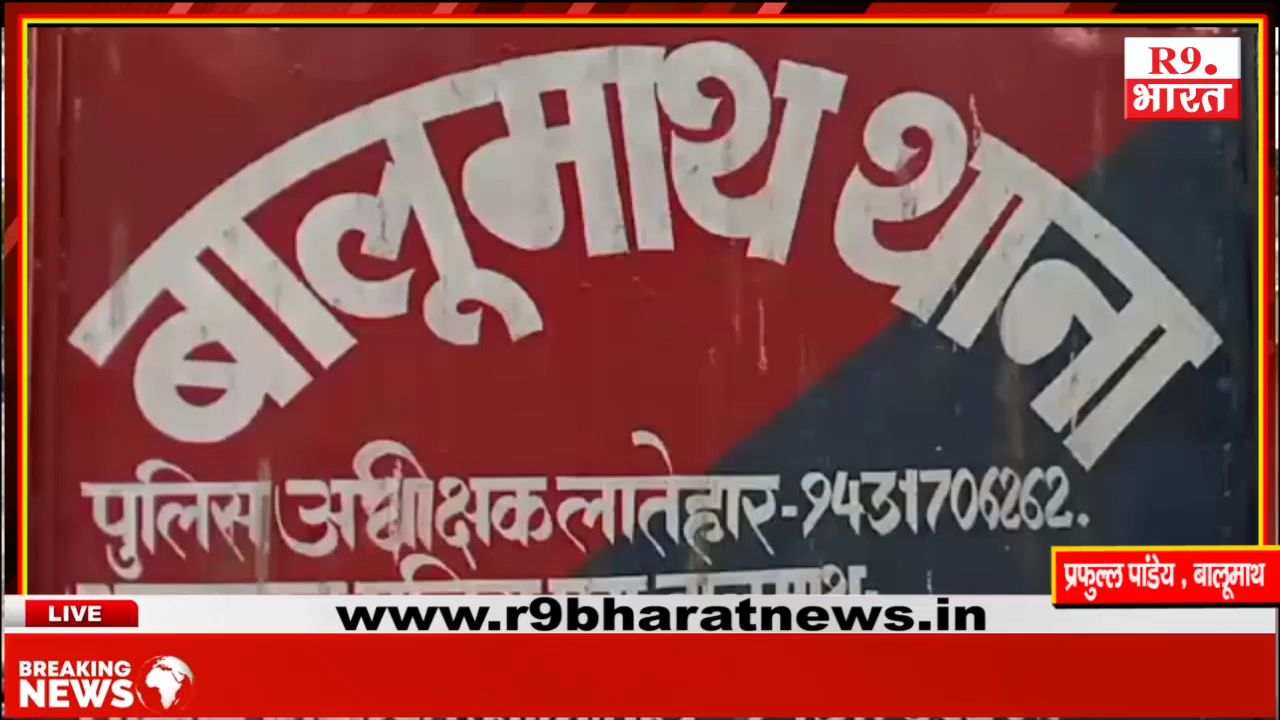 R9.
भारत
बालूमाथ थाना
पुलिस अधीक्षक लातेहार-9431706262.
प्रफुल्ल पांडेय , बालूमाथ
LIVE
www.r9bharatnews.in
BREAKING
NEWS